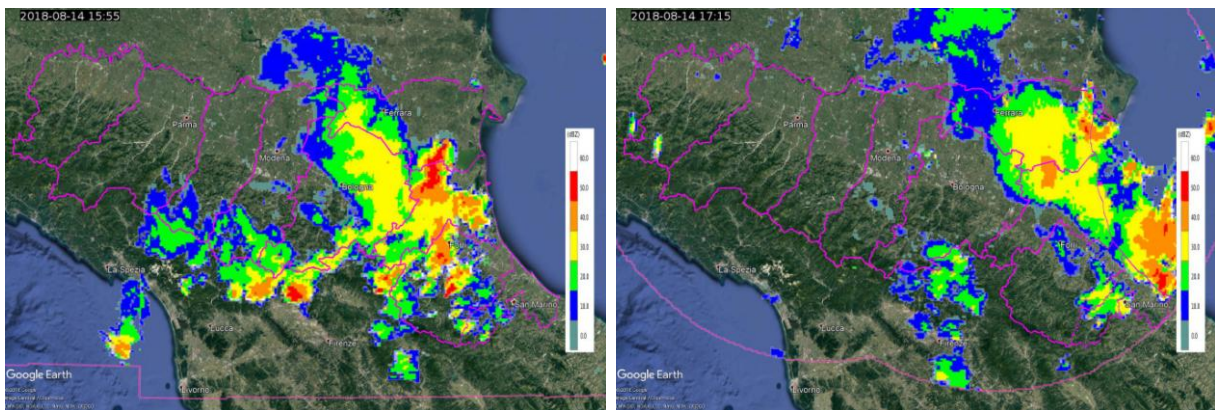 2018-08-14 15:55
Parma
Ferrara
Modena
Bologna
La Spezia
San Marino
Lucca
Firenze
Livorno
(dBZ)
60.0
50.0
40.0
30.0
20.0
10.0
0.0
Google Earth
2018-08-14 17:15
Ferrara
Parma
Modena
Bologna
La Spezia
San Marino
Lucca
Firenze
Livorno
(dBZ)
60.0
50.0
40.0
30.0
20.0
10.0
0.0
Google Earth